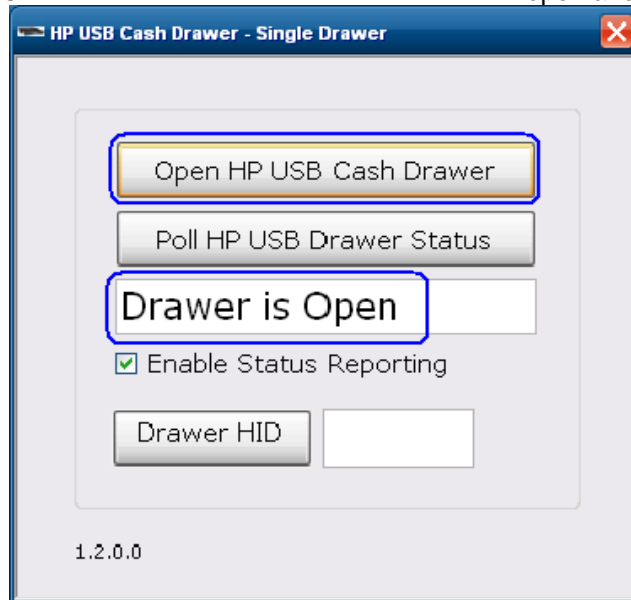 HP USB Cash Drawer - Single Drawer
Open HP USB Cash Drawer
Poll HP USB Drawer Status
Drawer is Open
Enable Status Reporting
Drawer HID
1.2.0.0